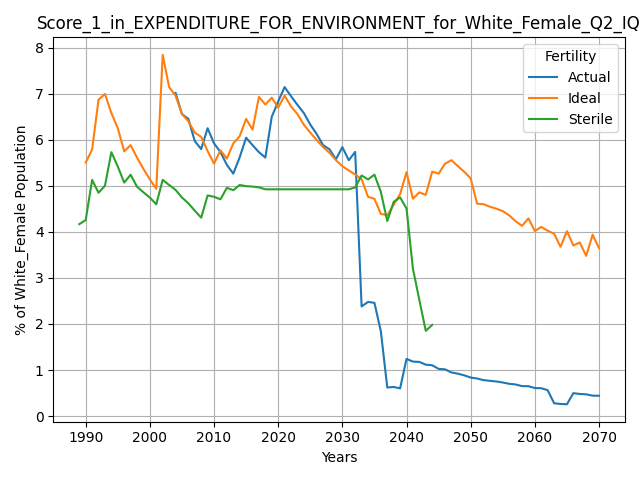 Score_1_in_EXPENDITURE_FOR_ENVIRONMENT_for_White_Female_Q2_IQ
Fertility
Actual
Ideal
Sterile
% of White_Female Population
8
7
6
5
4
3
2
1
0
1990 2000 2010 2020 2030 2040 2050 2060 2070
Years